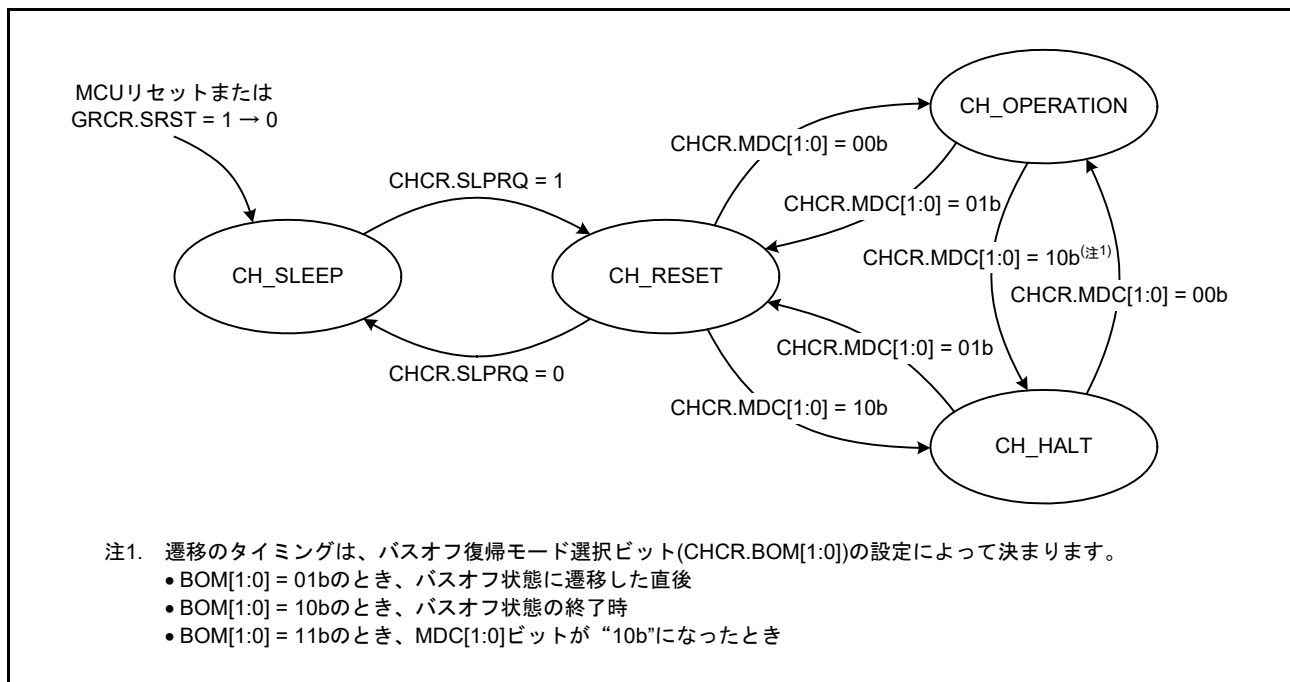 MCUリセットまたは
GRCR.SRST = 1 → 0
CH_OPERATION
CHCR.MDC[1:0] = 00b
CHCR.SLPRQ = 1
CHCR.MDC[1:0] = 01b
CH_SLEEP
CH_RESET
CHCR.MDC[1:0] = 10b(注1)
CHCR.MDC[1:0] = 00b
CHCR.MDC[1:0] = 01b
CHCR.SLPRQ = 0
CHCR.MDC[1:0] = 10b
CH_HALT
注1. 遷移のタイミングは、バスオフ復帰モード選択ビット(CHCR.BOM[1:0])の設定によって決まります。
• BOM[1:0] = 01bのとき、バスオフ状態に遷移した直後
• BOM[1:0] = 10bのとき、バスオフ状態の終了時
• BOM[1:0] = 11bのとき、MDC[1:0]ビットが “10b”になったとき